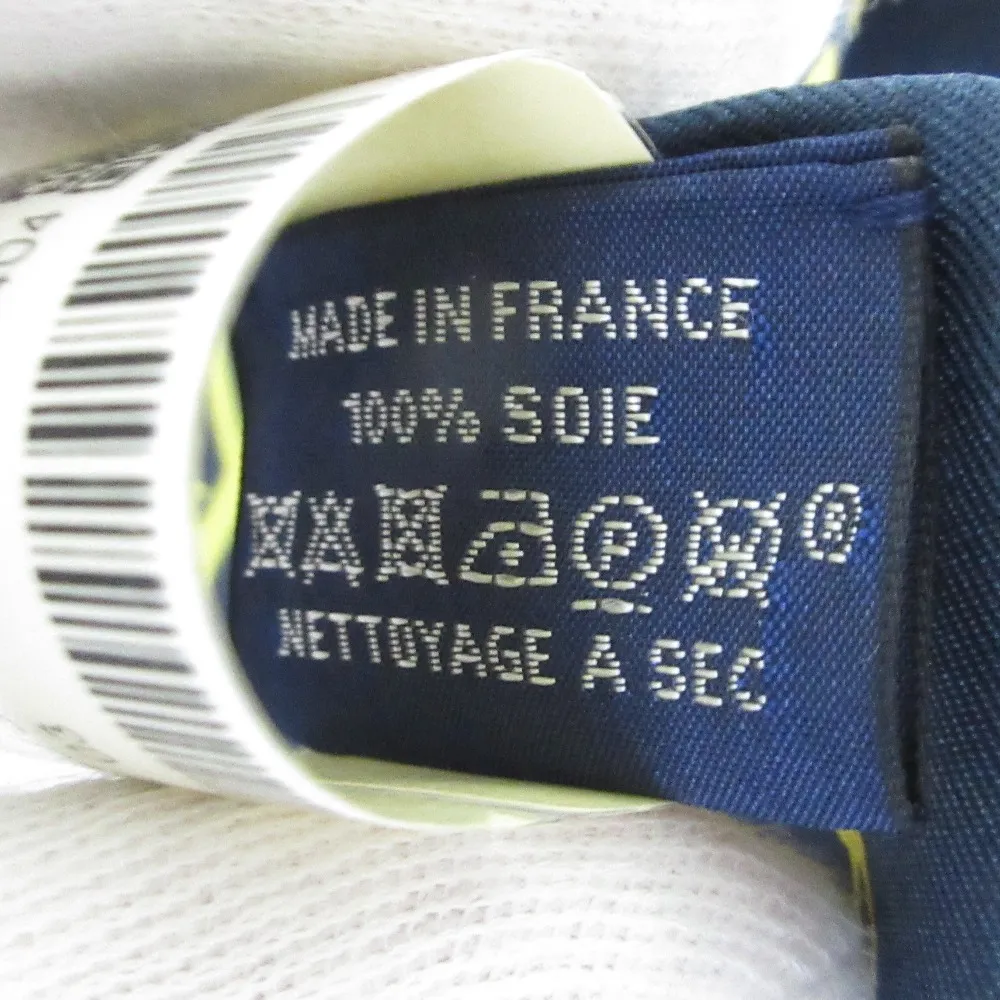 MADE IN FRANCE
100% SOIE
P ®
NETTOYAGE A SEC